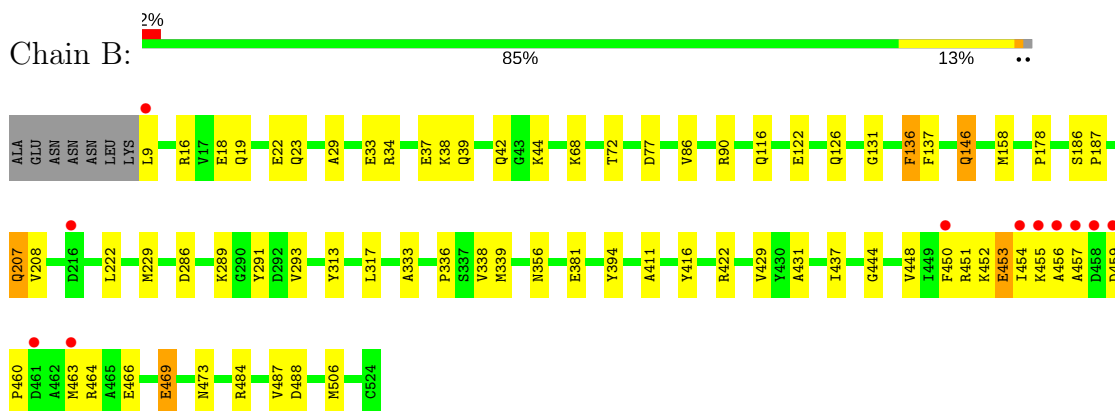 2%
Chain B:
85% 13% ••
ALA GLU ASN ASN ASN LEU LYS L9 R16 V17 E18 Q19 E22 Q23 A29 E33 R34 E37 K38 Q39 Q42 G43 K44 K68 T72 D77 V86 R90 Q116 E122 Q126 G131 F136 F137 Q146 M158 P178 S186 P187
Q207 V208 D216 L222 M229 D286 K289 G290 Y291 D292 V293 Y313 L317 A333 P336 S337 V338 M339 N356 E381 Y394 A411 Y416 R422 V429 Y430 A431 I437 G444 V448 I449 F450 R451 K452 E453 I454 K455 A456 A457 D458 D459
P460 D461 A462 M463 R464 A465 E466 E469 N473 R484 V487 D488 M506 C524